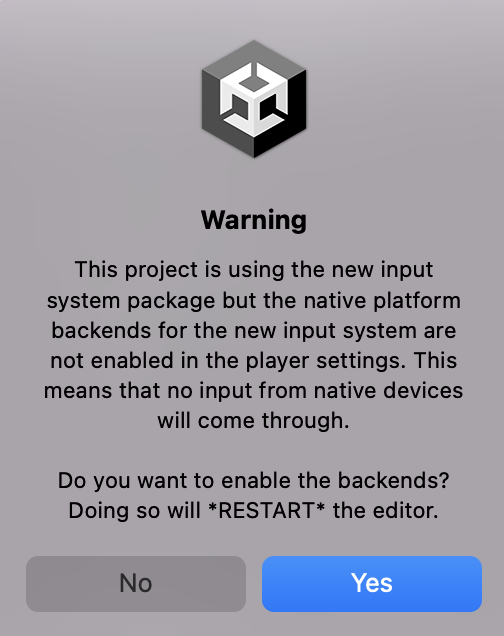 Warning
This project is using the new input
system package but the native platform
backends for the new input system are
not enabled in the player settings. This
means that no input from native devices
will come through.
Do you want to enable the backends?
Doing so will *RESTART* the editor.
No
Yes